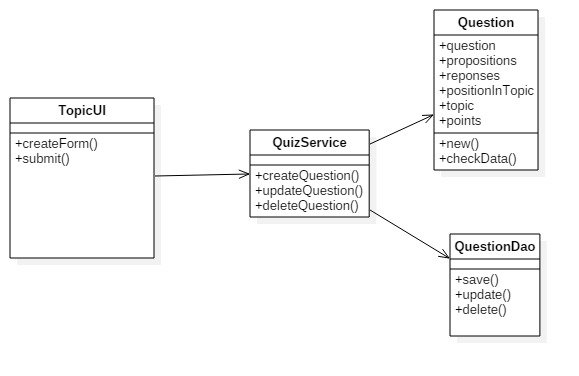 TopicUI
+createForm()
+submit()
QuizService
+createQuestion()
+updateQuestion()
+deleteQuestion()
Question
+question
+propositions
+reponses
+positionInTopic
+topic
+points
+new()
+checkData()
QuestionDao
+save()
+update()
+delete()